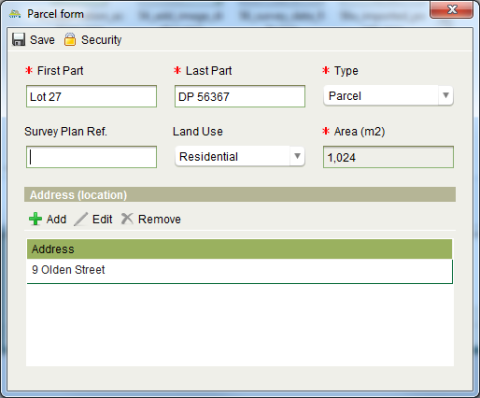 Parcel form
Save Security
* First Part * Last Part * Type
Lot 27 DP 56367 Parcel
Survey Plan Ref. Land Use * Area (m2)
Residential 1,024
Address (location)
Add Edit Remove
Address
9 Olden Street